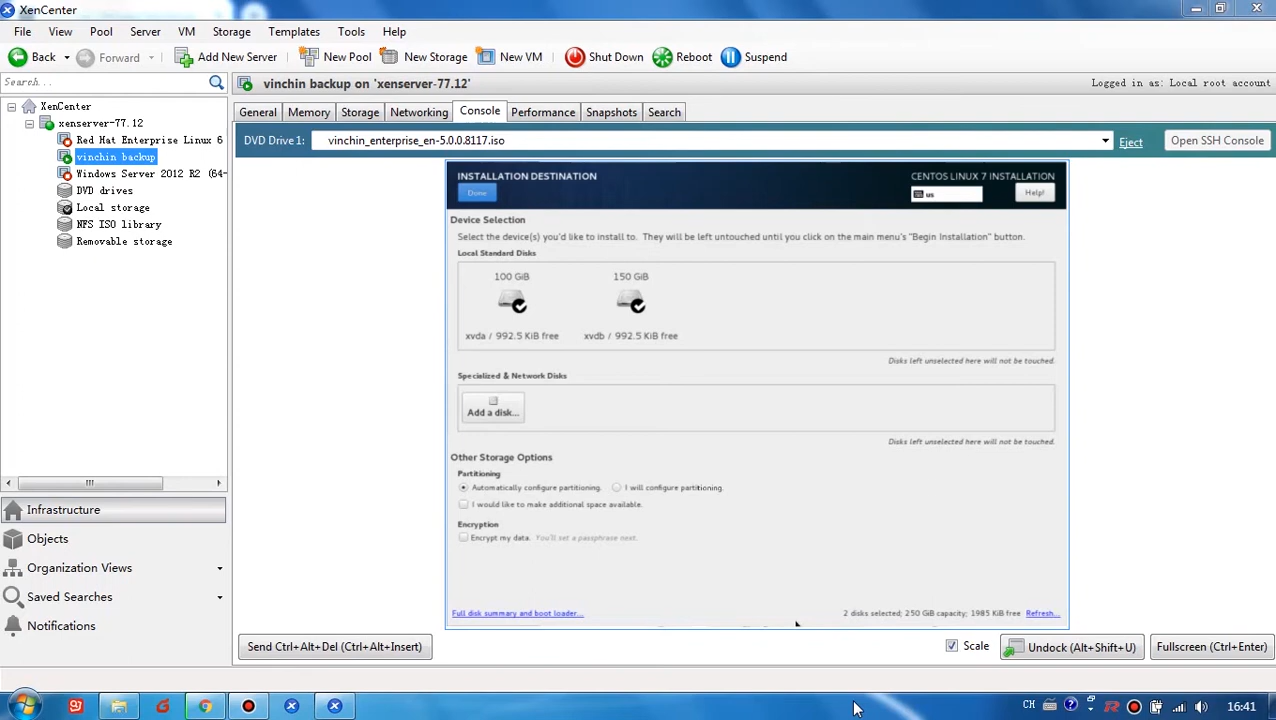 XenCenter
File View Pool Server VM Storage Templates Tools Help
Back Forward Add New Server New Pool New Storage New VM Shut Down Reboot Suspend
Search...
vinchin backup on 'xenserver-77.12'
Logged in as: Local root account
XenCenter
xenserver-77.12
Red Hat Enterprise Linux 6
vinchin backup
Windows Server 2012 R2 (64-
DVD drives
Local storage
NFS ISO library
Removable storage
Infrastructure
Objects
Organization Views
Saved Searches
Notifications
General Memory Storage Networking Console Performance Snapshots Search
DVD Drive 1: vinchin_enterprise_en-5.0.0.8117.iso Eject Open SSH Console
INSTALLATION DESTINATION
CENTOS LINUX 7 INSTALLATION
Done
us
Help!
Device Selection
Select the device(s) you'd like to install to. They will be left untouched until you click on the main menu's "Begin Installation" button.
Local Standard Disks
100 GiB 150 GiB
xvda / 992.5 KiB free xvdb / 992.5 KiB free
Disks left unselected here will not be touched.
Specialized & Network Disks
Add a disk...
Disks left unselected here will not be touched.
Other Storage Options
Partitioning
Automatically configure partitioning. I will configure partitioning.
I would like to make additional space available.
Encryption
Encrypt my data. You'll set a passphrase next.
Full disk summary and boot loader...
2 disks selected; 250 GiB capacity; 1985 KiB free Refresh...
Send Ctrl+Alt+Del (Ctrl+Alt+Insert)
Scale
Undock (Alt+Shift+U)
Fullscreen (Ctrl+Enter)
CH
16:41